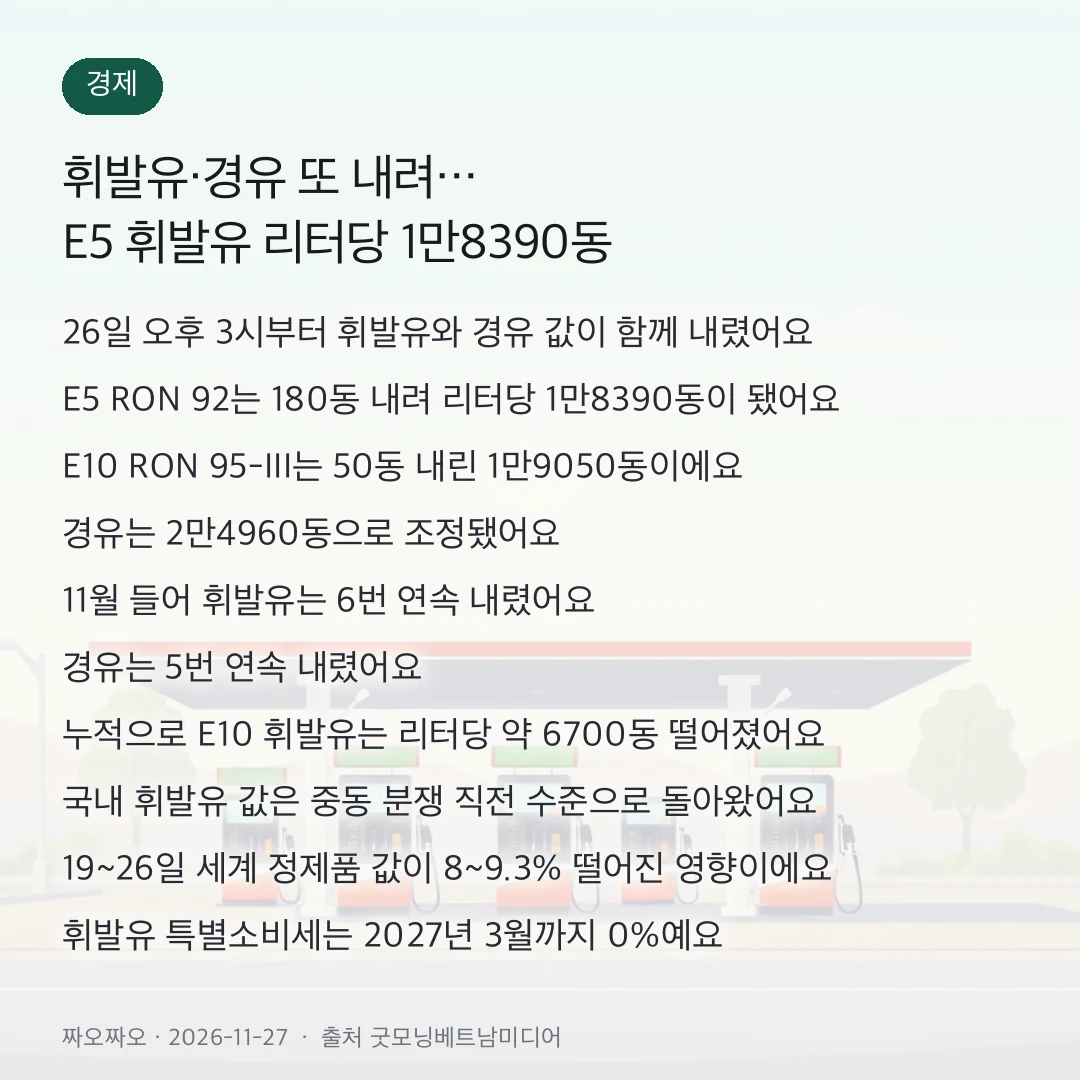 경제
휘발유·경유 또 내려…
E5 휘발유 리터당 1만8390동
26일 오후 3시부터 휘발유와 경유 값이 함께 내렸어요
E5 RON 92는 180동 내려 리터당 1만8390동이 됐어요
E10 RON 95-III는 50동 내린 1만9050동이에요
경유는 2만4960동으로 조정됐어요
11월 들어 휘발유는 6번 연속 내렸어요
경유는 5번 연속 내렸어요
누적으로 E10 휘발유는 리터당 약 6700동 떨어졌어요
국내 휘발유 값은 중동 분쟁 직전 수준으로 돌아왔어요
19~26일 세계 정제품 값이 8~9.3% 떨어진 영향이에요
휘발유 특별소비세는 2027년 3월까지 0%예요
짜오짜오 · 2026-11-27 · 출처 굿모닝베트남미디어